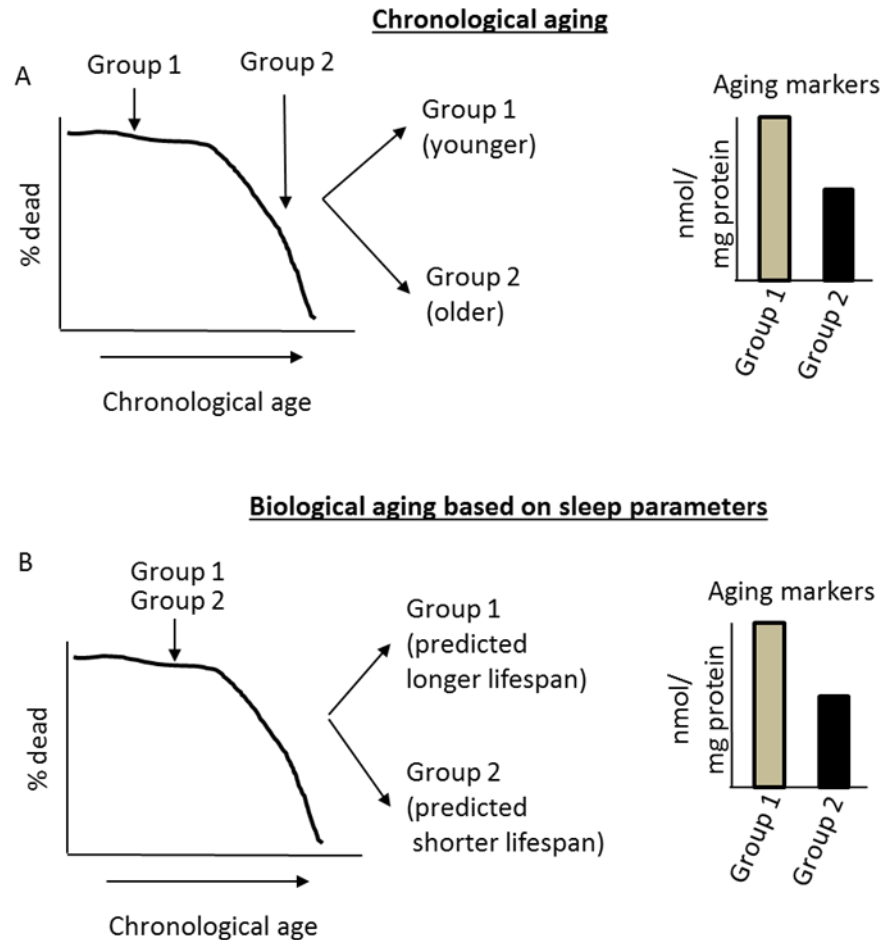 Chronological aging
A
Group 1
Group 2
% dead
Chronological age
Group 1
(younger)
Group 2
(older)
Aging markers
nmol/
mg protein
Group 1
Group 2
Biological aging based on sleep parameters
B
Group 1
Group 2
% dead
Chronological age
Group 1
(predicted
longer lifespan)
Group 2
(predicted
shorter lifespan)
Aging markers
nmol/
mg protein
Group 1
Group 2